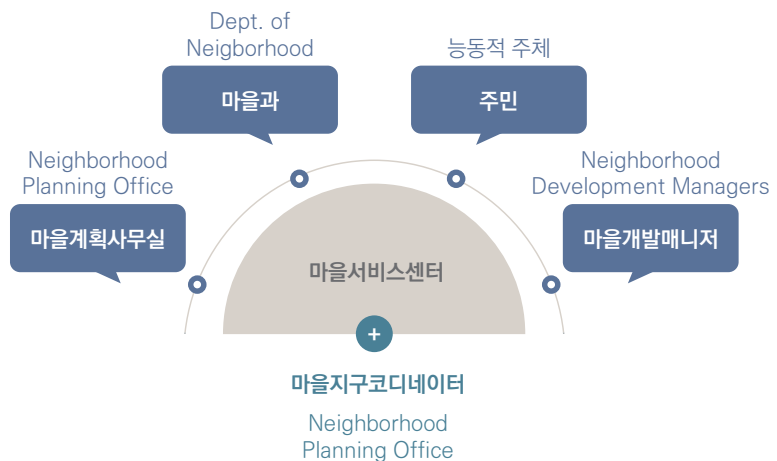 Dept. of
Neigborhood
마을과
능동적 주체
주민
Neighborhood
Planning Office
마을계획사무실
Neighborhood
Development Managers
마을개발매니저
마을서비스센터
+
마을지구코디네이터
Neighborhood
Planning Office